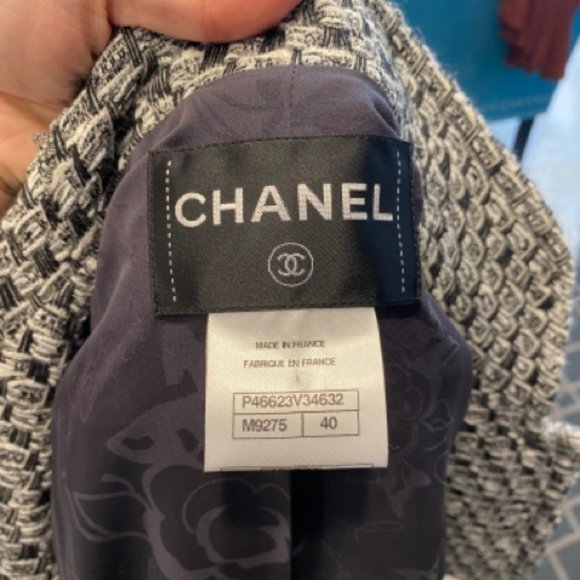 CHANEL
MADE IN FRANCE
FABRIQUE EN FRANCE
P46623V34632
M9275 40